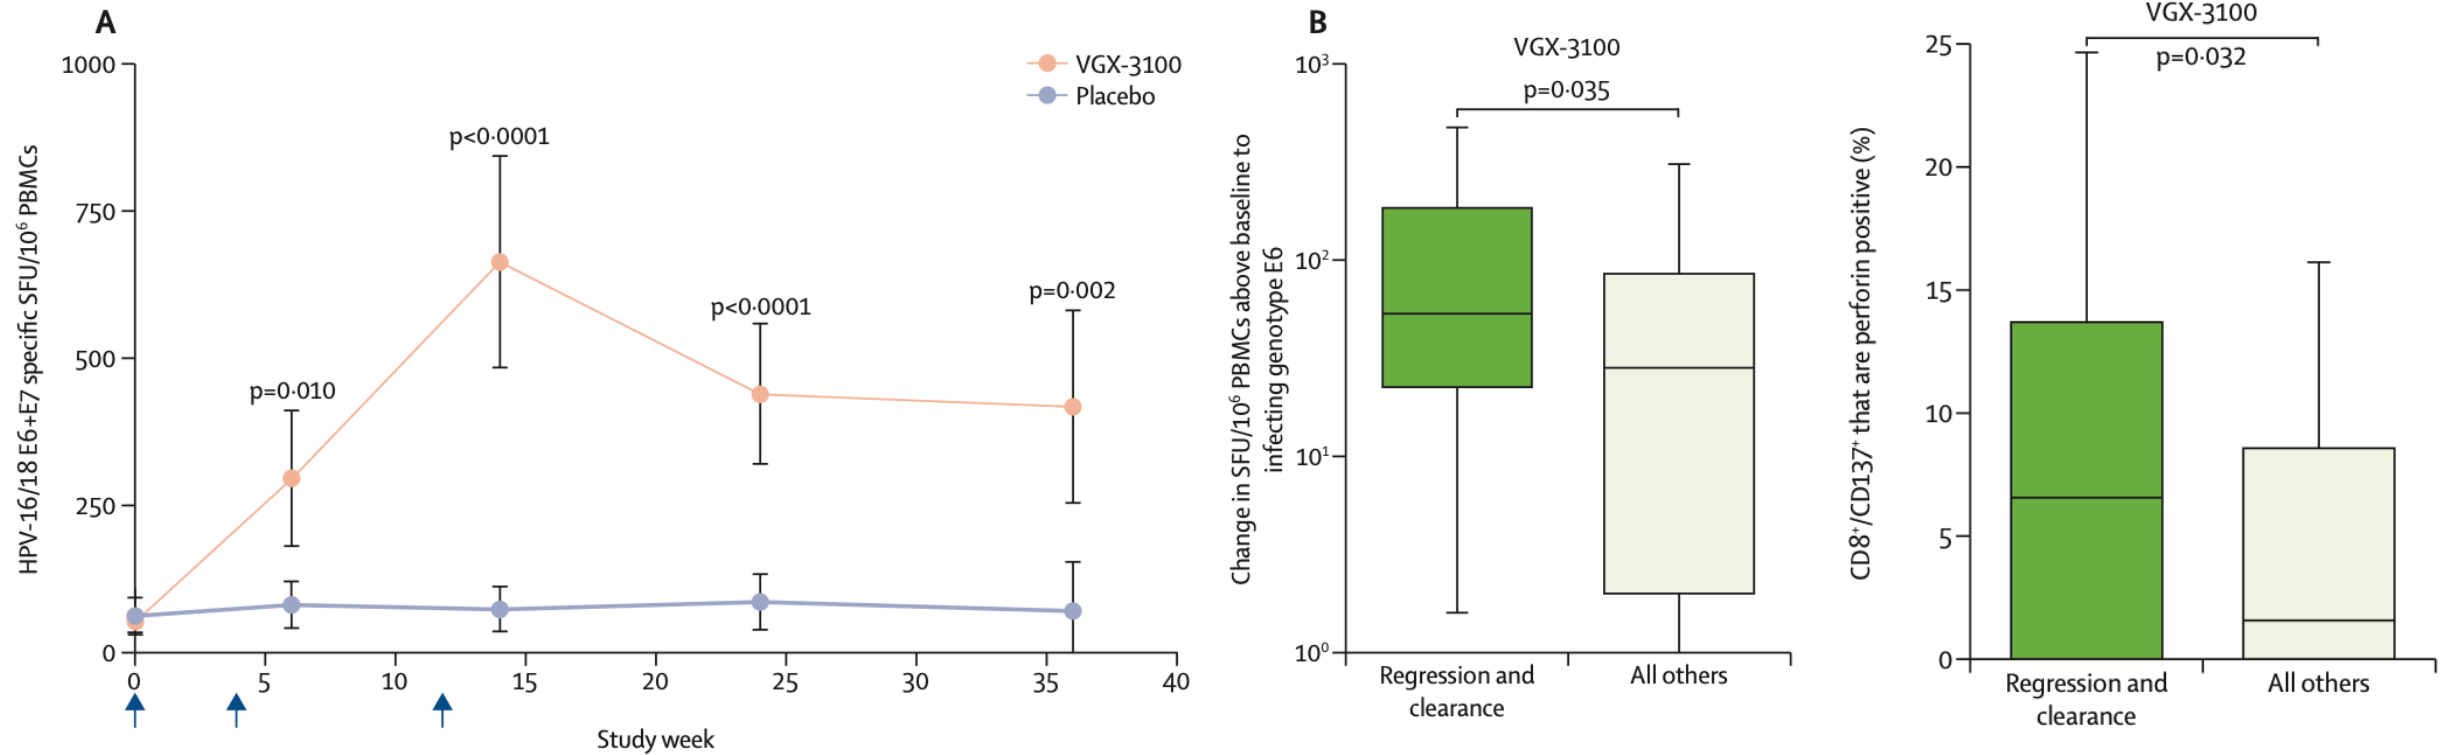 A
HPV-16/18 E6+E7 specific SFU/10⁶ PBMCs
1000
750
500
250
0
VGX-3100
Placebo
p=0·010
p<0·0001
p<0·0001
p=0·002
0 5 10 15 20 25 30 35 40
Study week
B
Change in SFU/10⁶ PBMCs above baseline to
infecting genotype E6
10³
10²
10¹
10⁰
VGX-3100
p=0·035
Regression and
clearance
All others
CD8⁺/CD137⁺ that are perforin positive (%)
25
20
15
10
5
0
VGX-3100
p=0·032
Regression and
clearance
All others